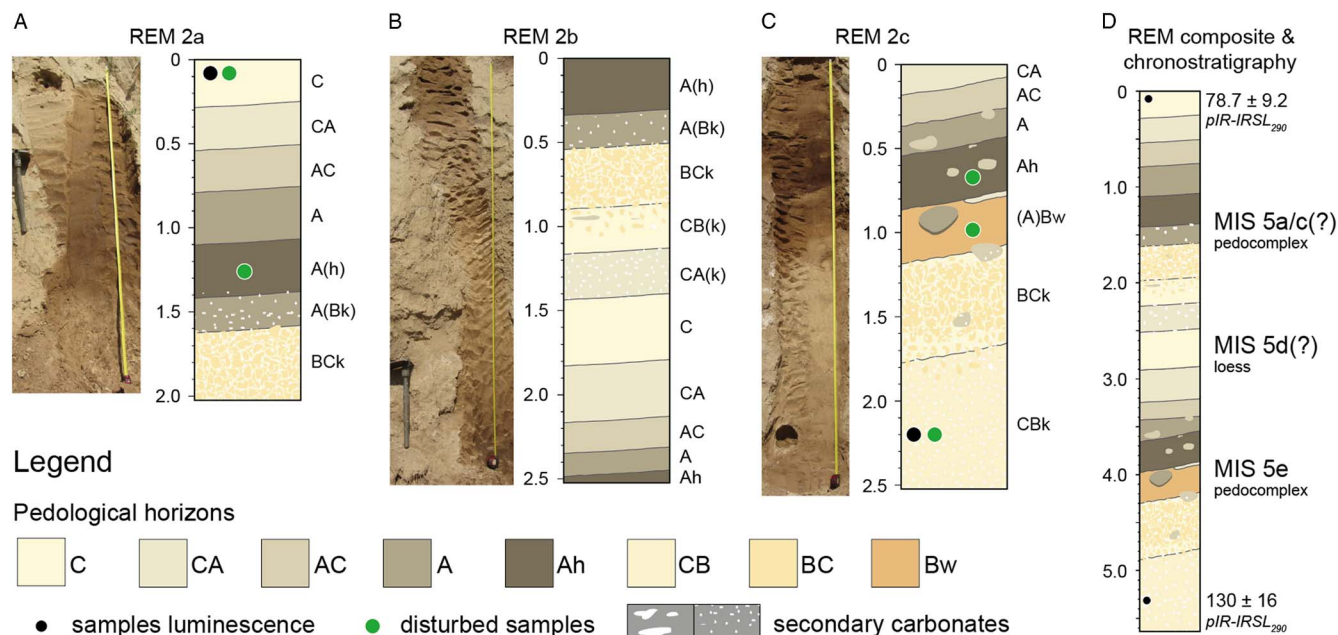 A
REM 2a
0
0.5
1.0
1.5
2.0
C
CA
AC
A
A(h)
A(Bk)
BCk
B
REM 2b
0
0.5
1.0
1.5
2.0
2.5
A(h)
A(Bk)
BCk
CB(k)
CA(k)
C
CA
AC
A
Ah
C
REM 2c
0
0.5
1.0
1.5
2.0
2.5
CA
AC
A
Ah
(A)Bw
BCk
CBk
D
REM composite &
chronostratigraphy
0
1.0
2.0
3.0
4.0
5.0
78.7 ± 9.2
pIR-IRSL290
MIS 5a/c(?)
pedocomplex
MIS 5d(?)
loess
MIS 5e
pedocomplex
130 ± 16
pIR-IRSL290
Legend
Pedological horizons
C CA AC A Ah CB BC Bw
samples luminescence disturbed samples secondary carbonates